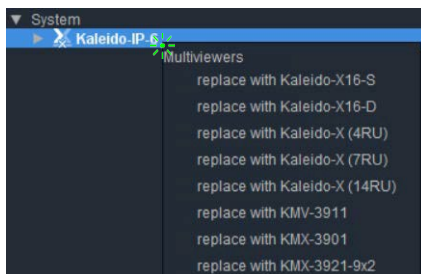 System
Kaleido-IP-6
Multiviewers
replace with Kaleido-X16-S
replace with Kaleido-X16-D
replace with Kaleido-X (4RU)
replace with Kaleido-X (7RU)
replace with Kaleido-X (14RU)
replace with KMV-3911
replace with KMX-3901
replace with KMX-3921-9x2